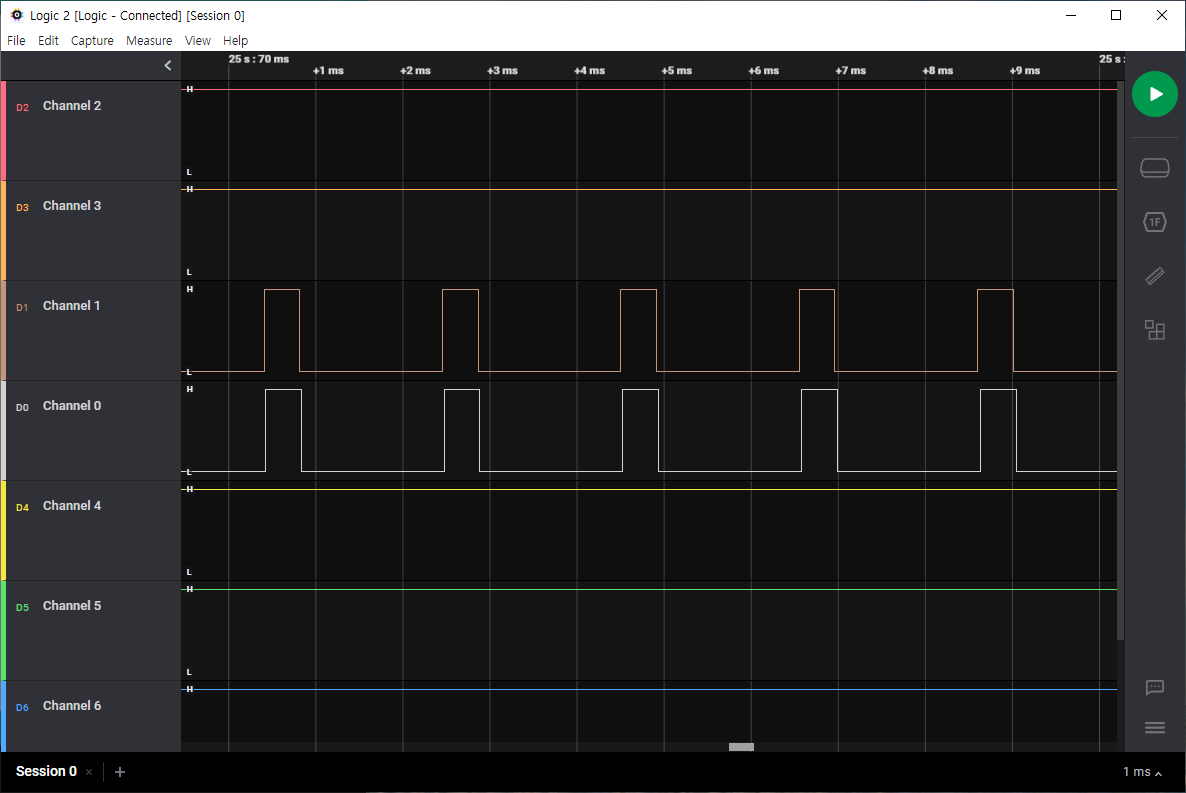 Logic 2 [Logic - Connected] [Session 0]
File Edit Capture Measure View Help
25 s : 70 ms
+1 ms +2 ms +3 ms +4 ms +5 ms +6 ms +7 ms +8 ms +9 ms
25 s :
D2 Channel 2
H
L
D3 Channel 3
H
L
D1 Channel 1
H
L
D0 Channel 0
H
L
D4 Channel 4
H
L
D5 Channel 5
H
L
D6 Channel 6
H
1F
Session 0
1 ms